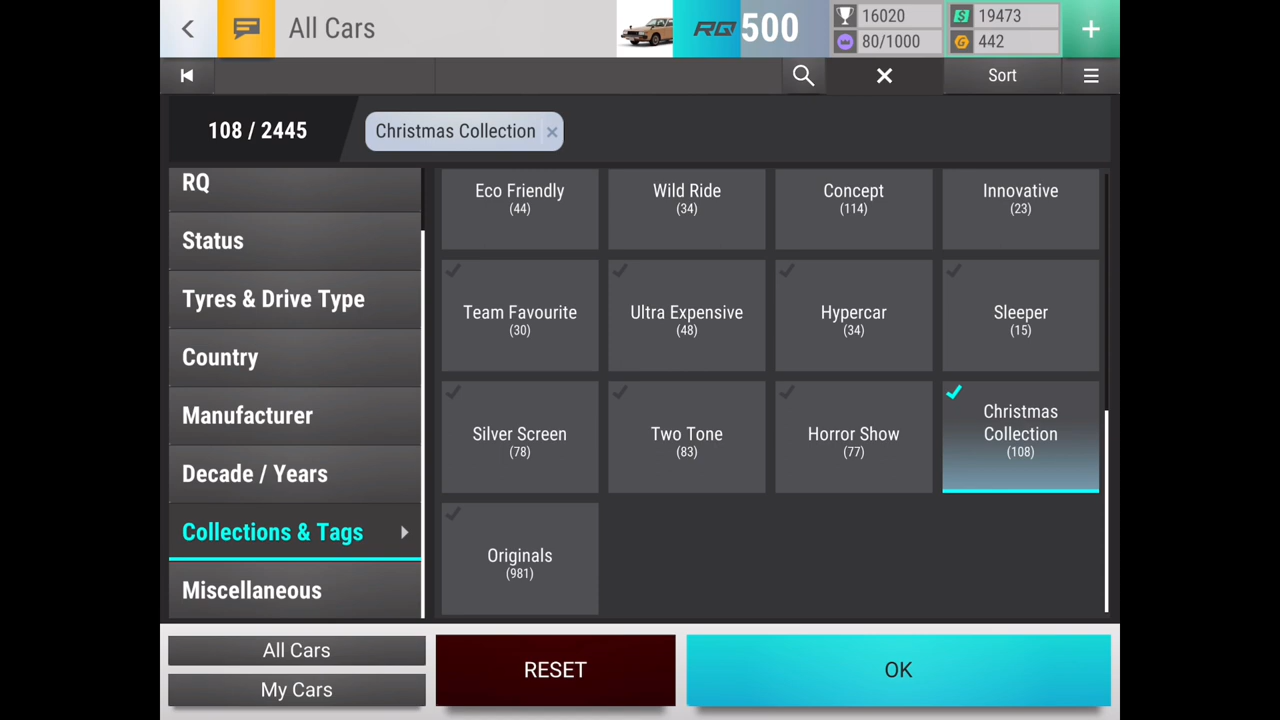 All Cars
RQ 500
16020
80/1000
19473
442
+
Sort
108 / 2445
Christmas Collection ×
RQ
Status
Tyres & Drive Type
Country
Manufacturer
Decade / Years
Collections & Tags
Miscellaneous
Eco Friendly
(44)
Wild Ride
(34)
Concept
(114)
Innovative
(23)
Team Favourite
(30)
Ultra Expensive
(48)
Hypercar
(34)
Sleeper
(15)
Silver Screen
(78)
Two Tone
(83)
Horror Show
(77)
Christmas
Collection
(108)
Originals
(981)
All Cars
My Cars
RESET
OK